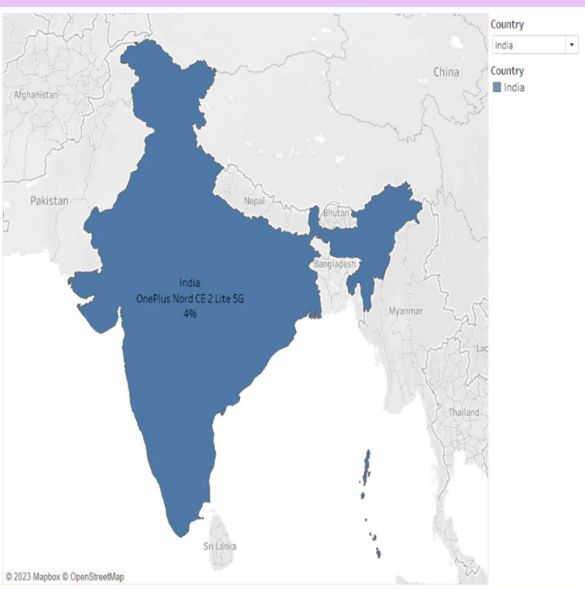 Country
India
Country
India
China
Afghanistan
Pakistan
Nepal
Bhutan
Bangladesh
India
OnePlus Nord CE 2 Lite 5G
4%
Myanmar
Lao
Thailand
Sri Lanka
© 2023 Mapbox © OpenStreetMap